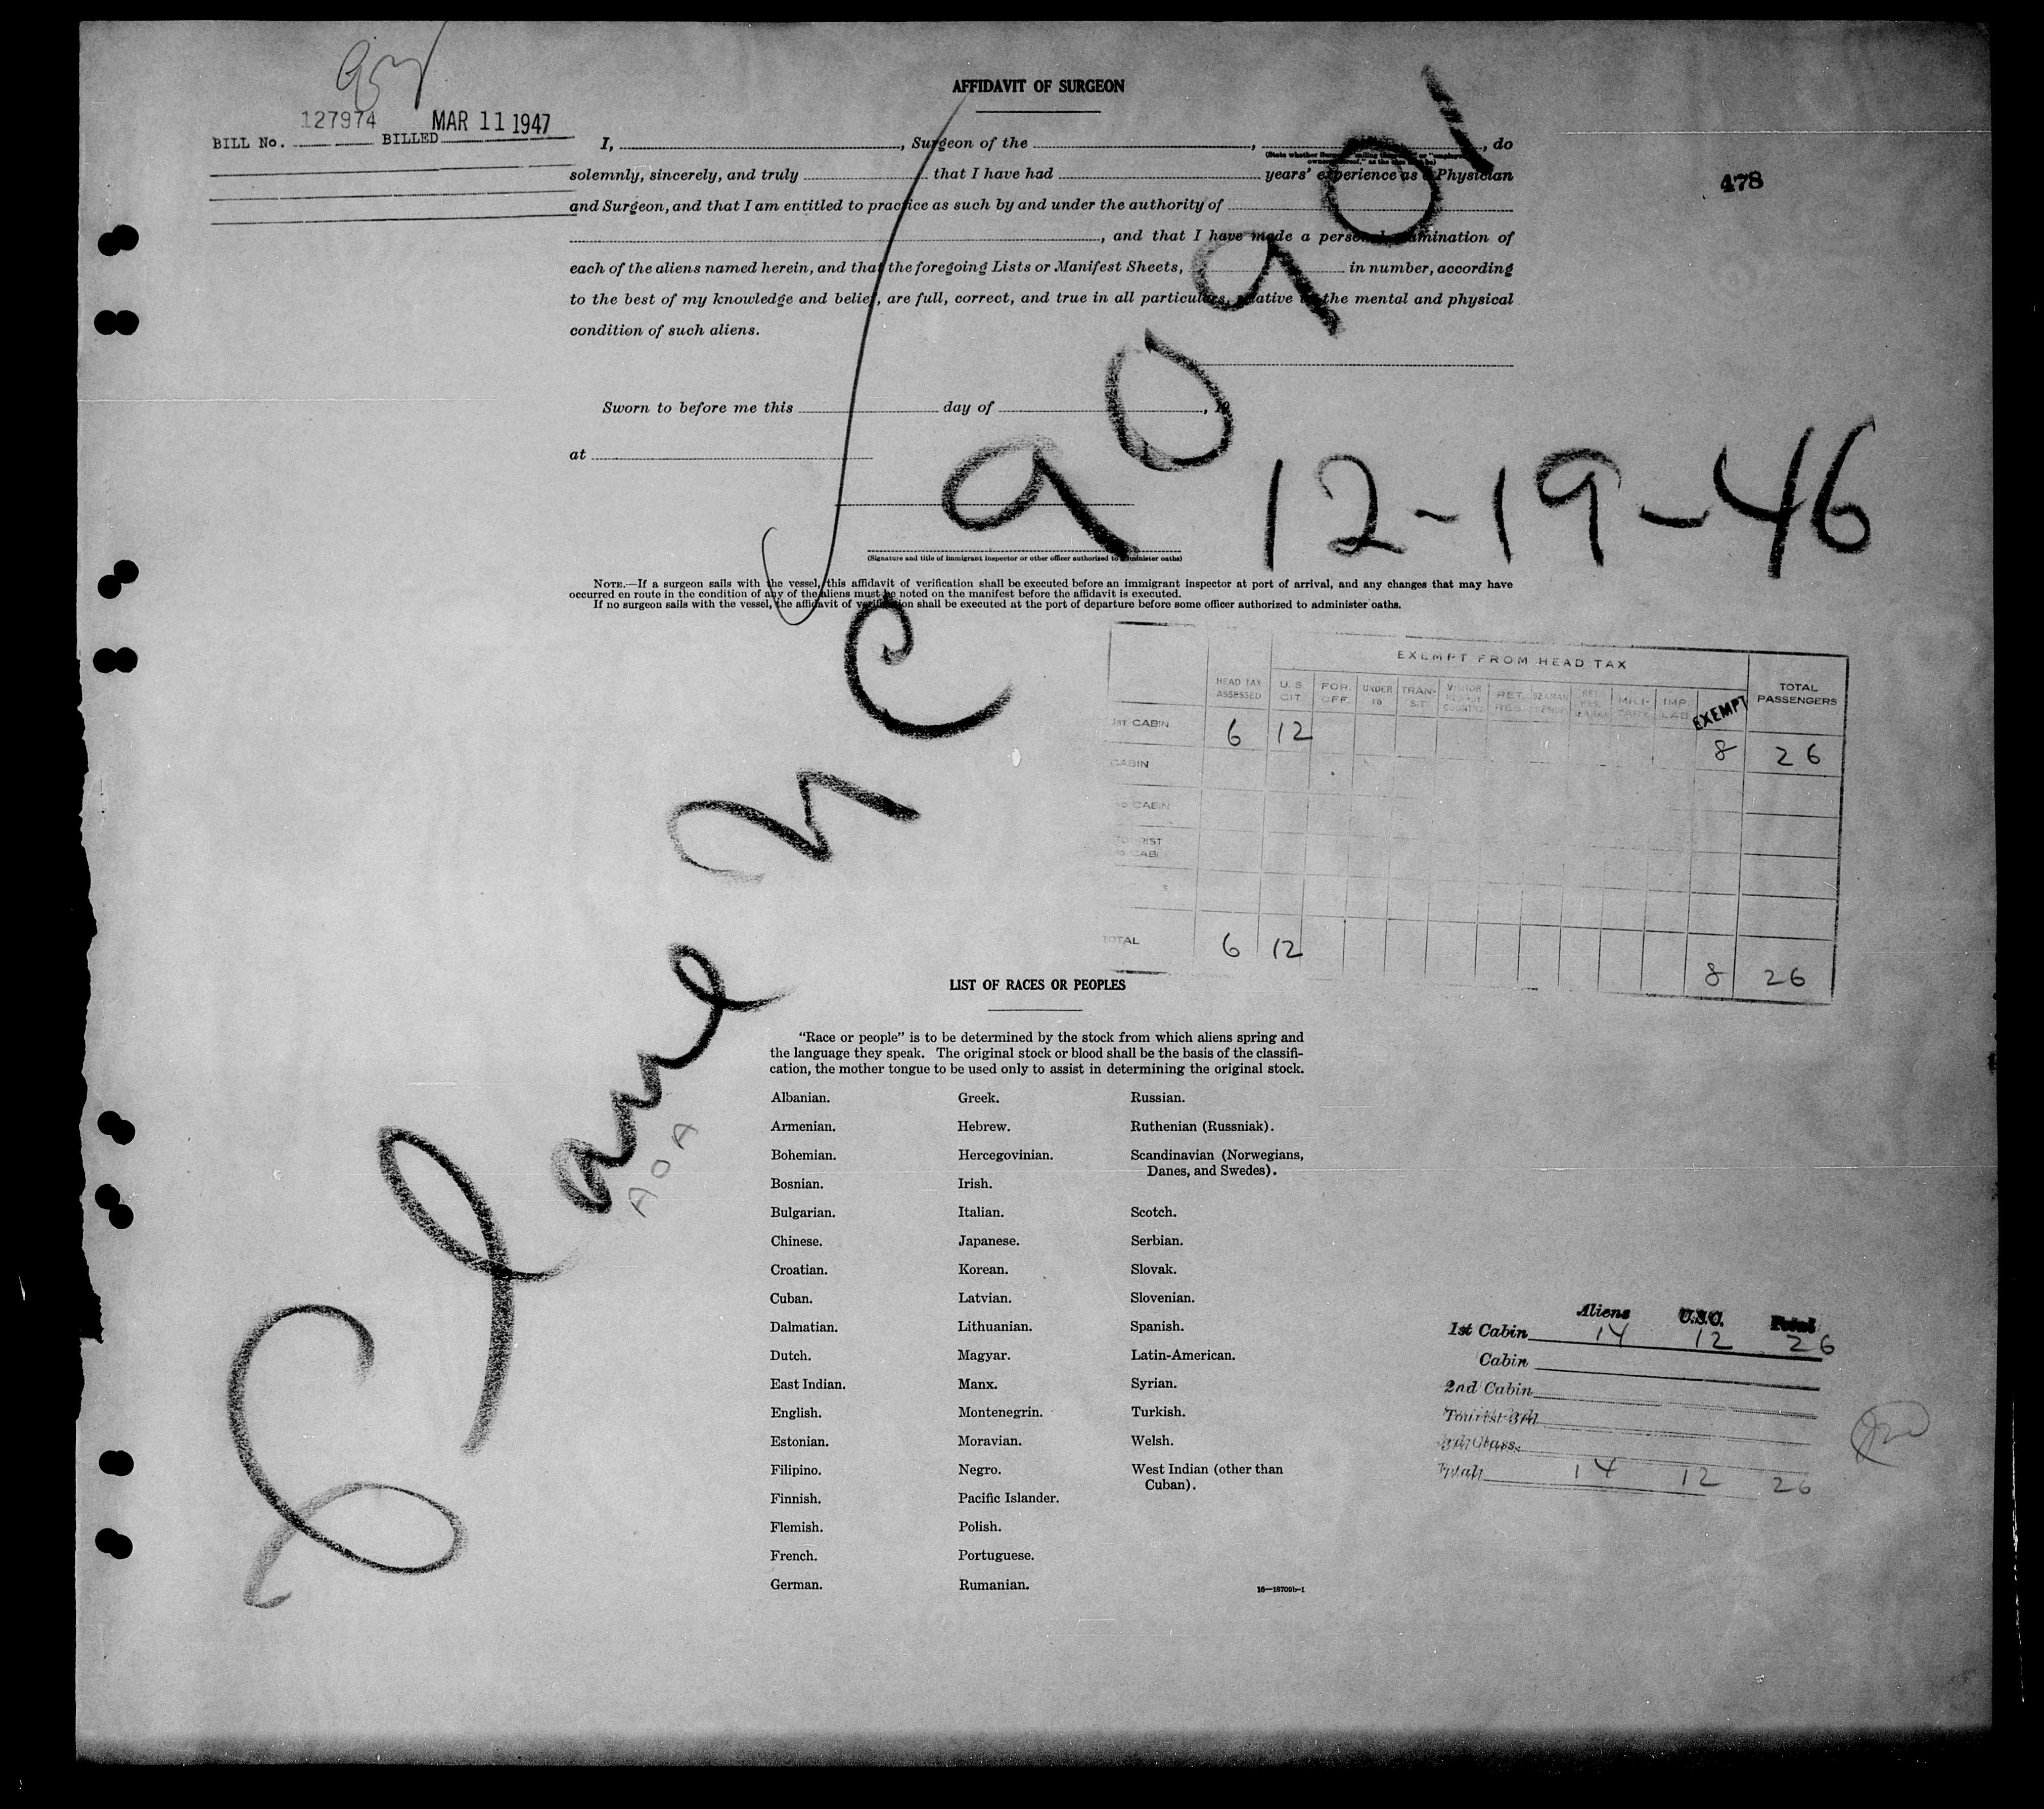 AFFIDAVIT OF SURGEON
BILL No. 127974 BILLED MAR 11 1947
478
I, , Surgeon of the , , do
solemnly, sincerely, and truly that I have had years' experience as a Physician
and Surgeon, and that I am entitled to practice as such by and under the authority of
, and that I have made a personal examination of
each of the aliens named herein, and that the foregoing Lists or Manifest Sheets, in number, according
to the best of my knowledge and belief, are full, correct, and true in all particulars, relative to the mental and physical
condition of such aliens.
Sworn to before me this day of , 19
at
12-19-46
(Signature and title of immigrant inspector or other officer authorized to administer oaths)
NOTE.—If a surgeon sails with the vessel, this affidavit of verification shall be executed before an immigrant inspector at port of arrival, and any changes that may have
occurred en route in the condition of any of the aliens must be noted on the manifest before the affidavit is executed.
If no surgeon sails with the vessel, the affidavit of verification shall be executed at the port of departure before some officer authorized to administer oaths.
EXEMPT FROM HEAD TAX
HEAD TAX ASSESSED U.S. CIT. FOR. OFF. UNDER 16 TRAN-SIT VISITOR COUNTRY RET. RES. SEAMAN MILI-TARY IMP. LAB. EXEMPT TOTAL PASSENGERS
1ST CABIN 6 12 8 26
CABIN
CABIN
TOTAL 6 12 8 26
AOA
LIST OF RACES OR PEOPLES
"Race or people" is to be determined by the stock from which aliens spring and
the language they speak. The original stock or blood shall be the basis of the classifi-
cation, the mother tongue to be used only to assist in determining the original stock.
Albanian. Greek. Russian.
Armenian. Hebrew. Ruthenian (Russniak).
Bohemian. Hercegovinian. Scandinavian (Norwegians,
Danes, and Swedes).
Bosnian. Irish.
Bulgarian. Italian. Scotch.
Chinese. Japanese. Serbian.
Croatian. Korean. Slovak.
Cuban. Latvian. Slovenian.
Dalmatian. Lithuanian. Spanish.
Dutch. Magyar. Latin-American.
East Indian. Manx. Syrian.
English. Montenegrin. Turkish.
Estonian. Moravian. Welsh.
Filipino. Negro. West Indian (other than
Cuban).
Finnish. Pacific Islander.
Flemish. Polish.
French. Portuguese.
German. Rumanian.
16—18709b-1
Aliens U.S.C. Total
1st Cabin 14 12 26
Cabin
2nd Cabin
Tourist 3rd
3rd Class
Total 14 12 26